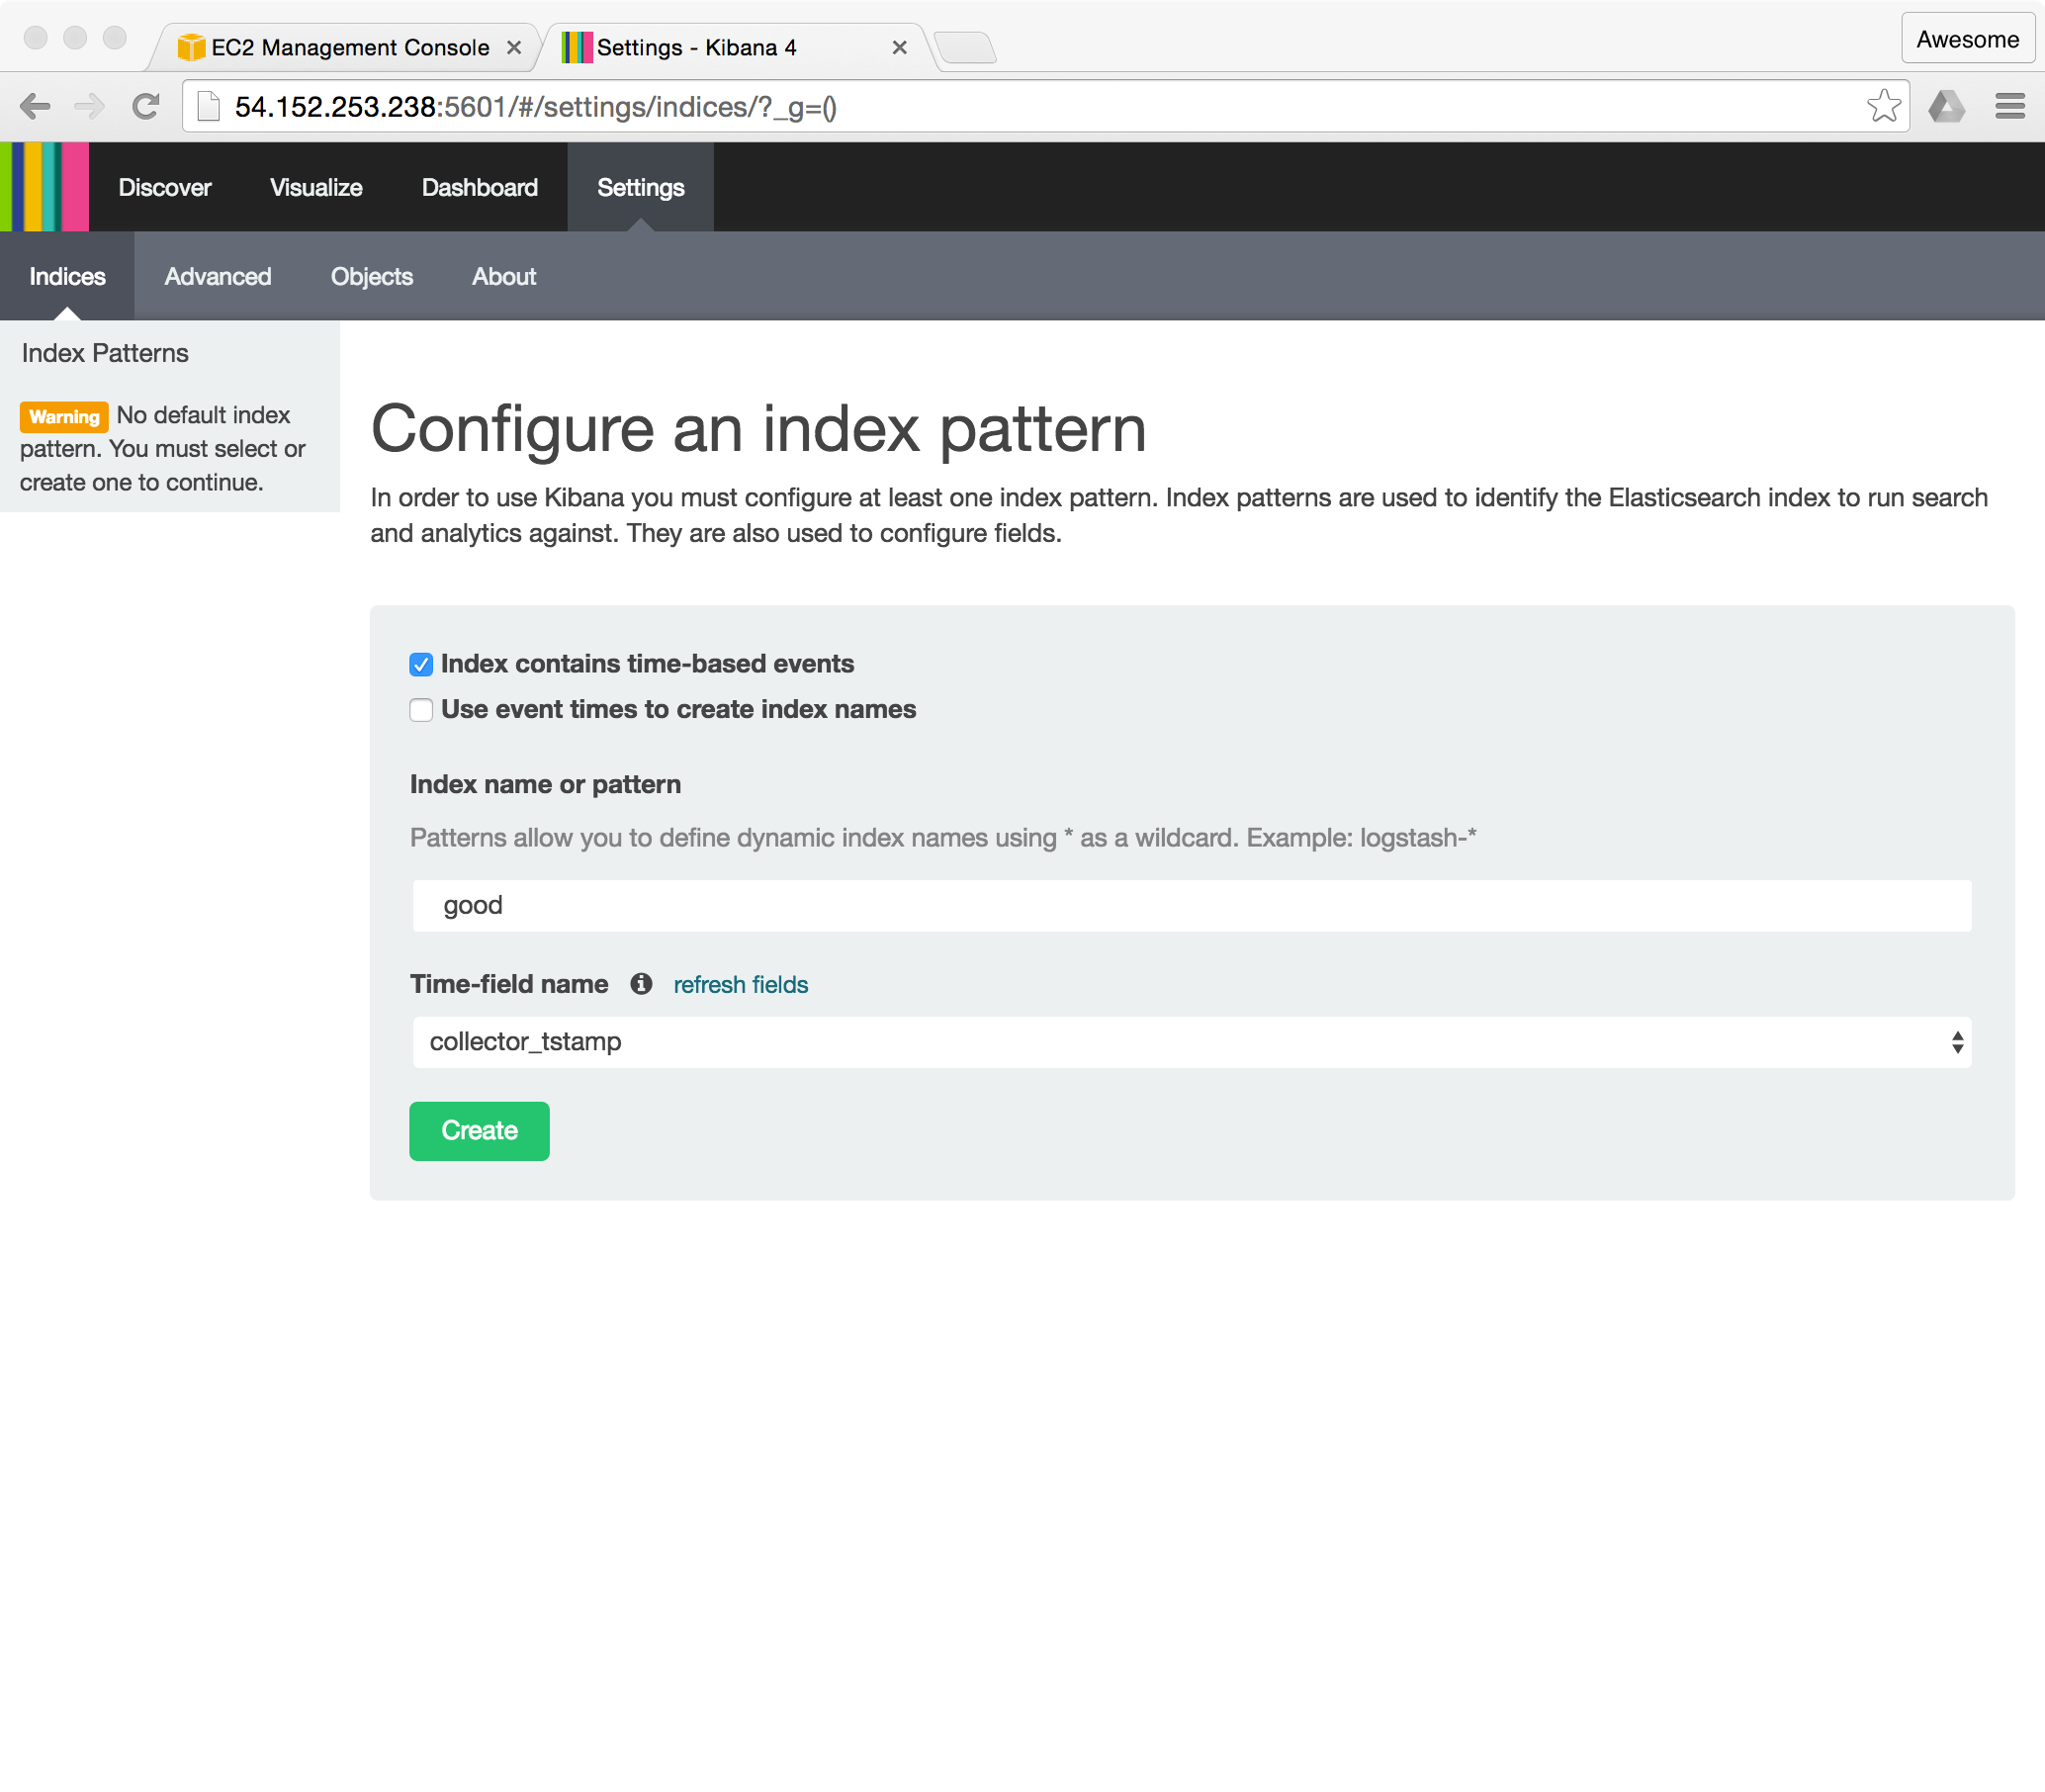 EC2 Management Console
Settings - Kibana 4
Awesome
54.152.253.238:5601/#/settings/indices/?_g=()
Discover Visualize Dashboard Settings
Indices Advanced Objects About
Index Patterns
Warning No default index
pattern. You must select or
create one to continue.
Configure an index pattern
In order to use Kibana you must configure at least one index pattern. Index patterns are used to identify the Elasticsearch index to run search
and analytics against. They are also used to configure fields.
Index contains time-based events
Use event times to create index names
Index name or pattern
Patterns allow you to define dynamic index names using * as a wildcard. Example: logstash-*
good
Time-field name refresh fields
collector_tstamp
Create